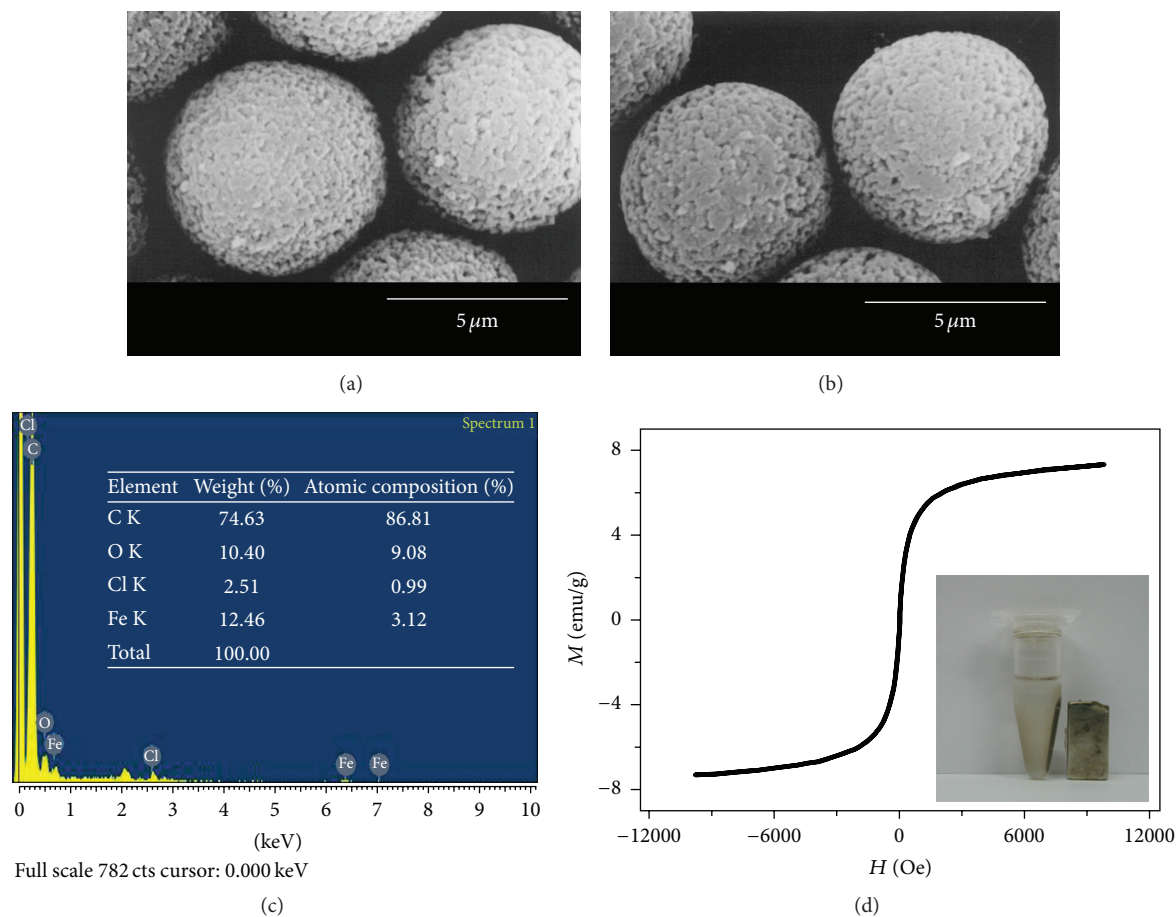 5 μm
5 μm
(a)
(b)
Spectrum 1
Cl
C
Element Weight (%) Atomic composition (%)
C K 74.63 86.81
O K 10.40 9.08
Cl K 2.51 0.99
Fe K 12.46 3.12
Total 100.00
O
Fe
Cl
Fe
Fe
0 1 2 3 4 5 6 7 8 9 10
(keV)
Full scale 782 cts cursor: 0.000 keV
(c)
8
4
0
−4
−8
M (emu/g)
−12000 −6000 0 6000 12000
H (Oe)
(d)